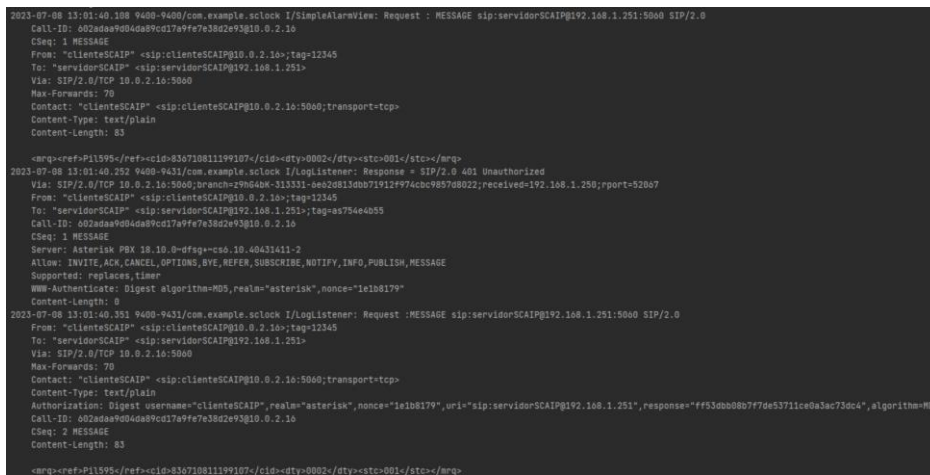 2023-07-08 13:01:40.108 9400-9400/com.example.sclock I/SimpleAlarmView: Request : MESSAGE sip:servidorSCAIP@192.168.1.251:5060 SIP/2.0
Call-ID: 602adaa9d04da89cd17a9fe7e38d2e93@10.0.2.16
CSeq: 1 MESSAGE
From: "clienteSCAIP" <sip:clienteSCAIP@10.0.2.16>;tag=12345
To: "servidorSCAIP" <sip:servidorSCAIP@192.168.1.251>
Via: SIP/2.0/TCP 10.0.2.16:5060
Max-Forwards: 70
Contact: "clienteSCAIP" <sip:clienteSCAIP@10.0.2.16:5060;transport=tcp>
Content-Type: text/plain
Content-Length: 83
<mrq><ref>Pil595</ref><cid>836710811199107</cid><dty>0002</dty><stc>001</stc></mrq>
2023-07-08 13:01:40.252 9400-9431/com.example.sclock I/LogListener: Response = SIP/2.0 401 Unauthorized
Via: SIP/2.0/TCP 10.0.2.16:5060;branch=z9hG4bK-313331-6e62d813dbb71912f974cbc9857d8022;received=192.168.1.250;rport=52067
From: "clienteSCAIP" <sip:clienteSCAIP@10.0.2.16>;tag=12345
To: "servidorSCAIP" <sip:servidorSCAIP@192.168.1.251>;tag=as754e4b55
Call-ID: 602adaa9d04da89cd17a9fe7e38d2e93@10.0.2.16
CSeq: 1 MESSAGE
Server: Asterisk PBX 18.10.0~dfsg+~cs6.10.40431411-2
Allow: INVITE,ACK,CANCEL,OPTIONS,BYE,REFER,SUBSCRIBE,NOTIFY,INFO,PUBLISH,MESSAGE
Supported: replaces,timer
WWW-Authenticate: Digest algorithm=MD5,realm="asterisk",nonce="1e1b8179"
Content-Length: 0
2023-07-08 13:01:40.351 9400-9431/com.example.sclock I/LogListener: Request :MESSAGE sip:servidorSCAIP@192.168.1.251:5060 SIP/2.0
From: "clienteSCAIP" <sip:clienteSCAIP@10.0.2.16>;tag=12345
To: "servidorSCAIP" <sip:servidorSCAIP@192.168.1.251>
Via: SIP/2.0/TCP 10.0.2.16:5060
Max-Forwards: 70
Contact: "clienteSCAIP" <sip:clienteSCAIP@10.0.2.16:5060;transport=tcp>
Content-Type: text/plain
Authorization: Digest username="clienteSCAIP",realm="asterisk",nonce="1e1b8179",uri="sip:servidorSCAIP@192.168.1.251",response="ff53dbb08b7f7de53711ce0a3ac73dc4",algorithm=M
Call-ID: 602adaa9d04da89cd17a9fe7e38d2e93@10.0.2.16
CSeq: 2 MESSAGE
Content-Length: 83
<mrq><ref>Pil595</ref><cid>836710811199107</cid><dty>0002</dty><stc>001</stc></mrq>